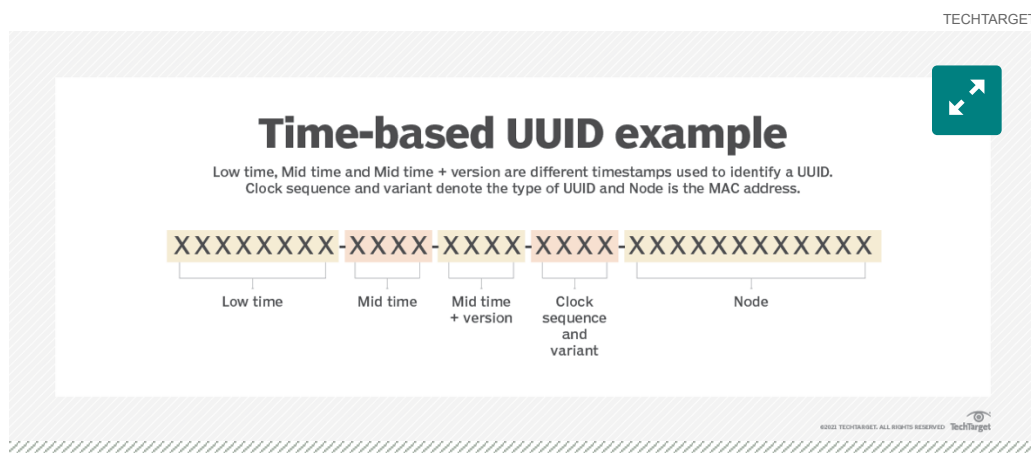 TECHTARGET
Time-based UUID example
Low time, Mid time and Mid time + version are different timestamps used to identify a UUID.
Clock sequence and variant denote the type of UUID and Node is the MAC address.
XXXXXXXX-XXXX-XXXX-XXXX-XXXXXXXXXXXX
Low time
Mid time
Mid time
+ version
Clock
sequence
and
variant
Node
©2021 TECHTARGET. ALL RIGHTS RESERVED TechTarget